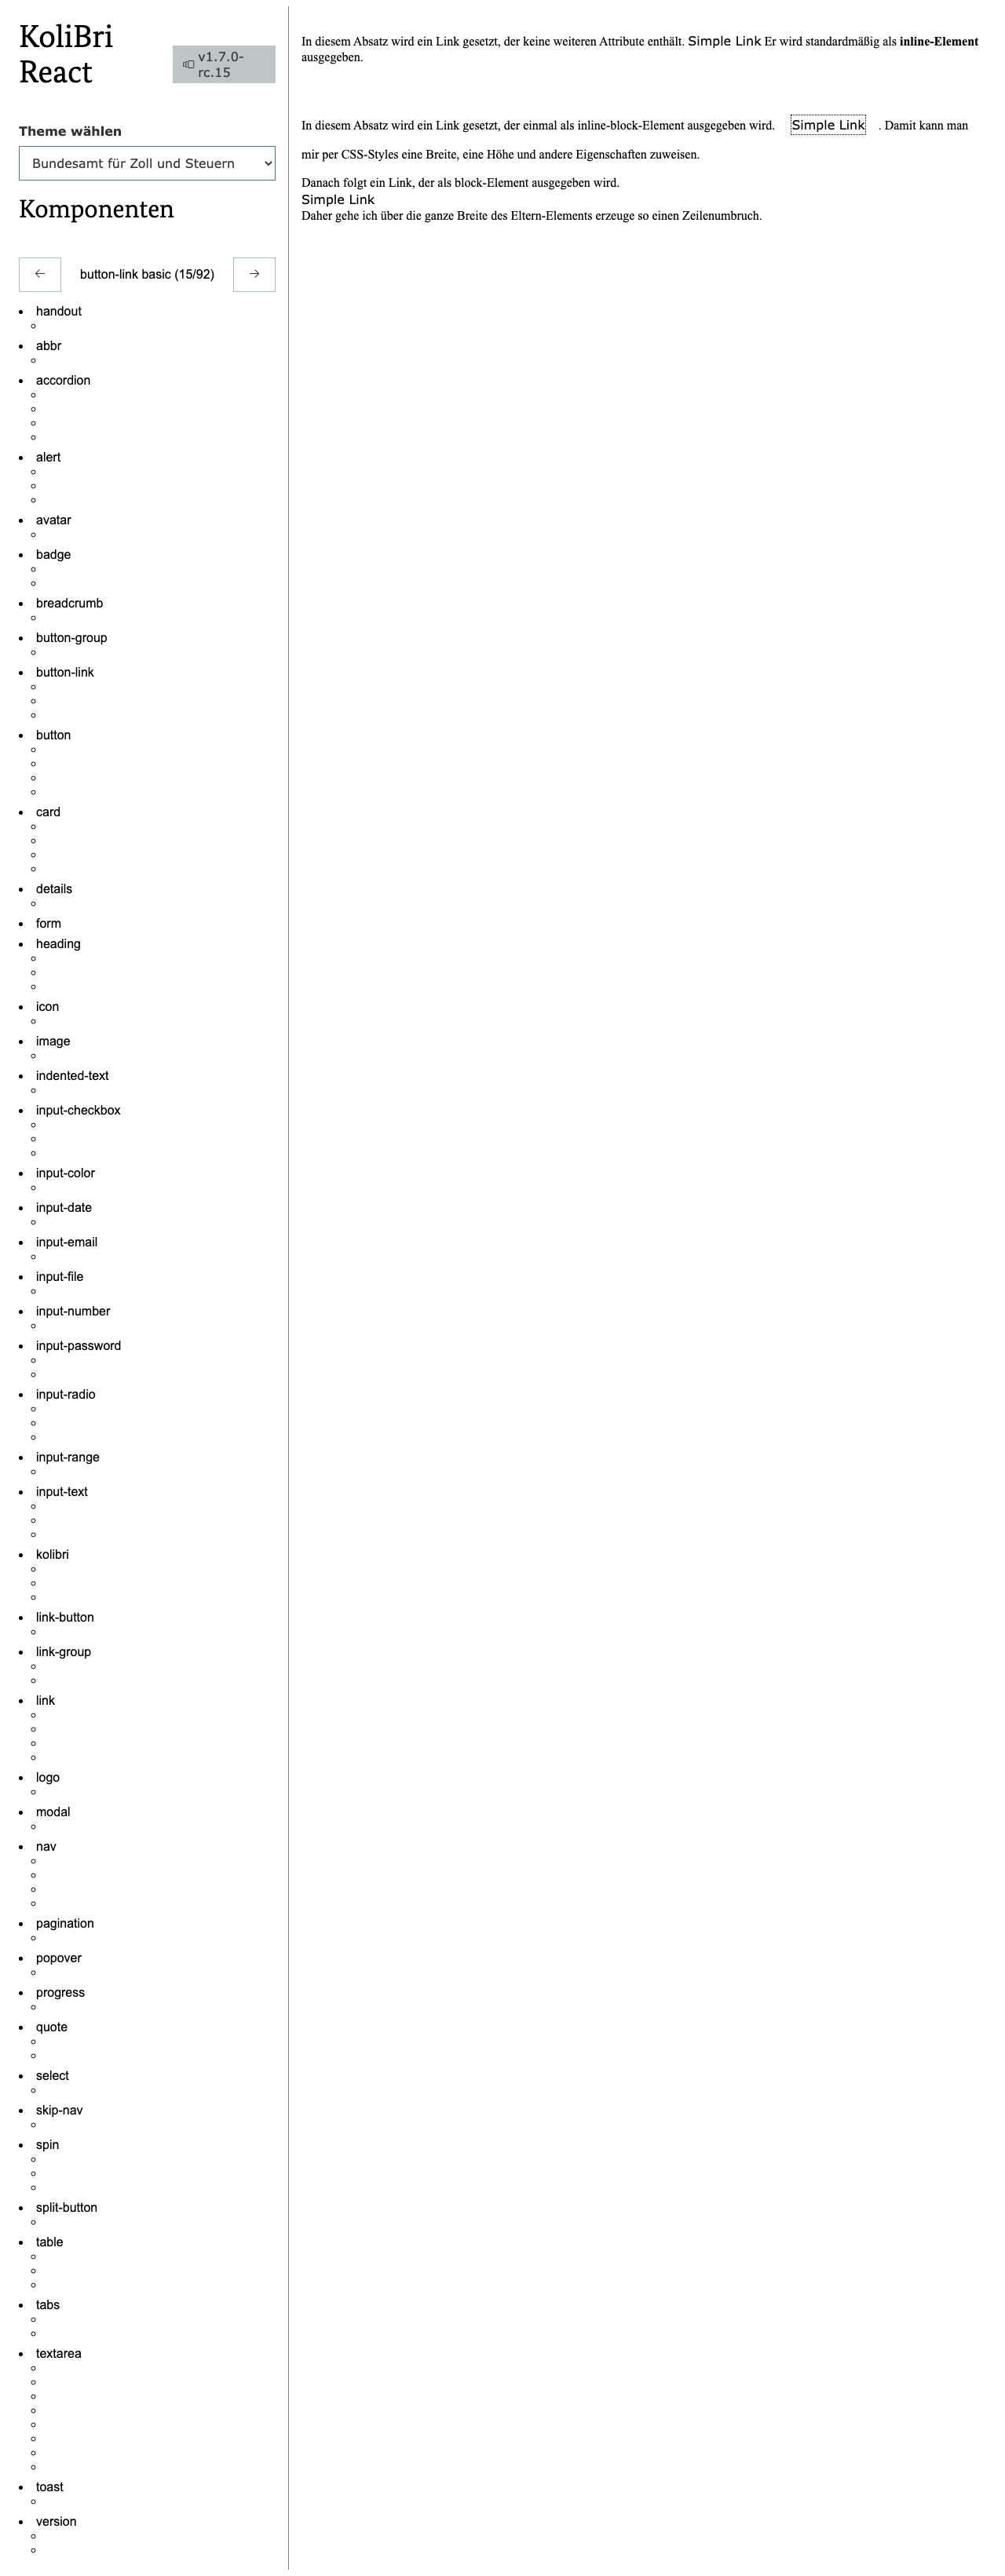 KoliBri
React
v1.7.0-
rc.15
Theme wählen
Bundesamt für Zoll und Steuern
Komponenten
button-link basic (15/92)
handout
abbr
accordion
alert
avatar
badge
breadcrumb
button-group
button-link
button
card
details
form
heading
icon
image
indented-text
input-checkbox
input-color
input-date
input-email
input-file
input-number
input-password
input-radio
input-range
input-text
kolibri
link-button
link-group
link
logo
modal
nav
pagination
popover
progress
quote
select
skip-nav
spin
split-button
table
tabs
textarea
toast
version
In diesem Absatz wird ein Link gesetzt, der keine weiteren Attribute enthält. Simple Link Er wird standardmäßig als inline-Element
ausgegeben.
In diesem Absatz wird ein Link gesetzt, der einmal als inline-block-Element ausgegeben wird. Simple Link . Damit kann man
mir per CSS-Styles eine Breite, eine Höhe und andere Eigenschaften zuweisen.
Danach folgt ein Link, der als block-Element ausgegeben wird.
Simple Link
Daher gehe ich über die ganze Breite des Eltern-Elements erzeuge so einen Zeilenumbruch.